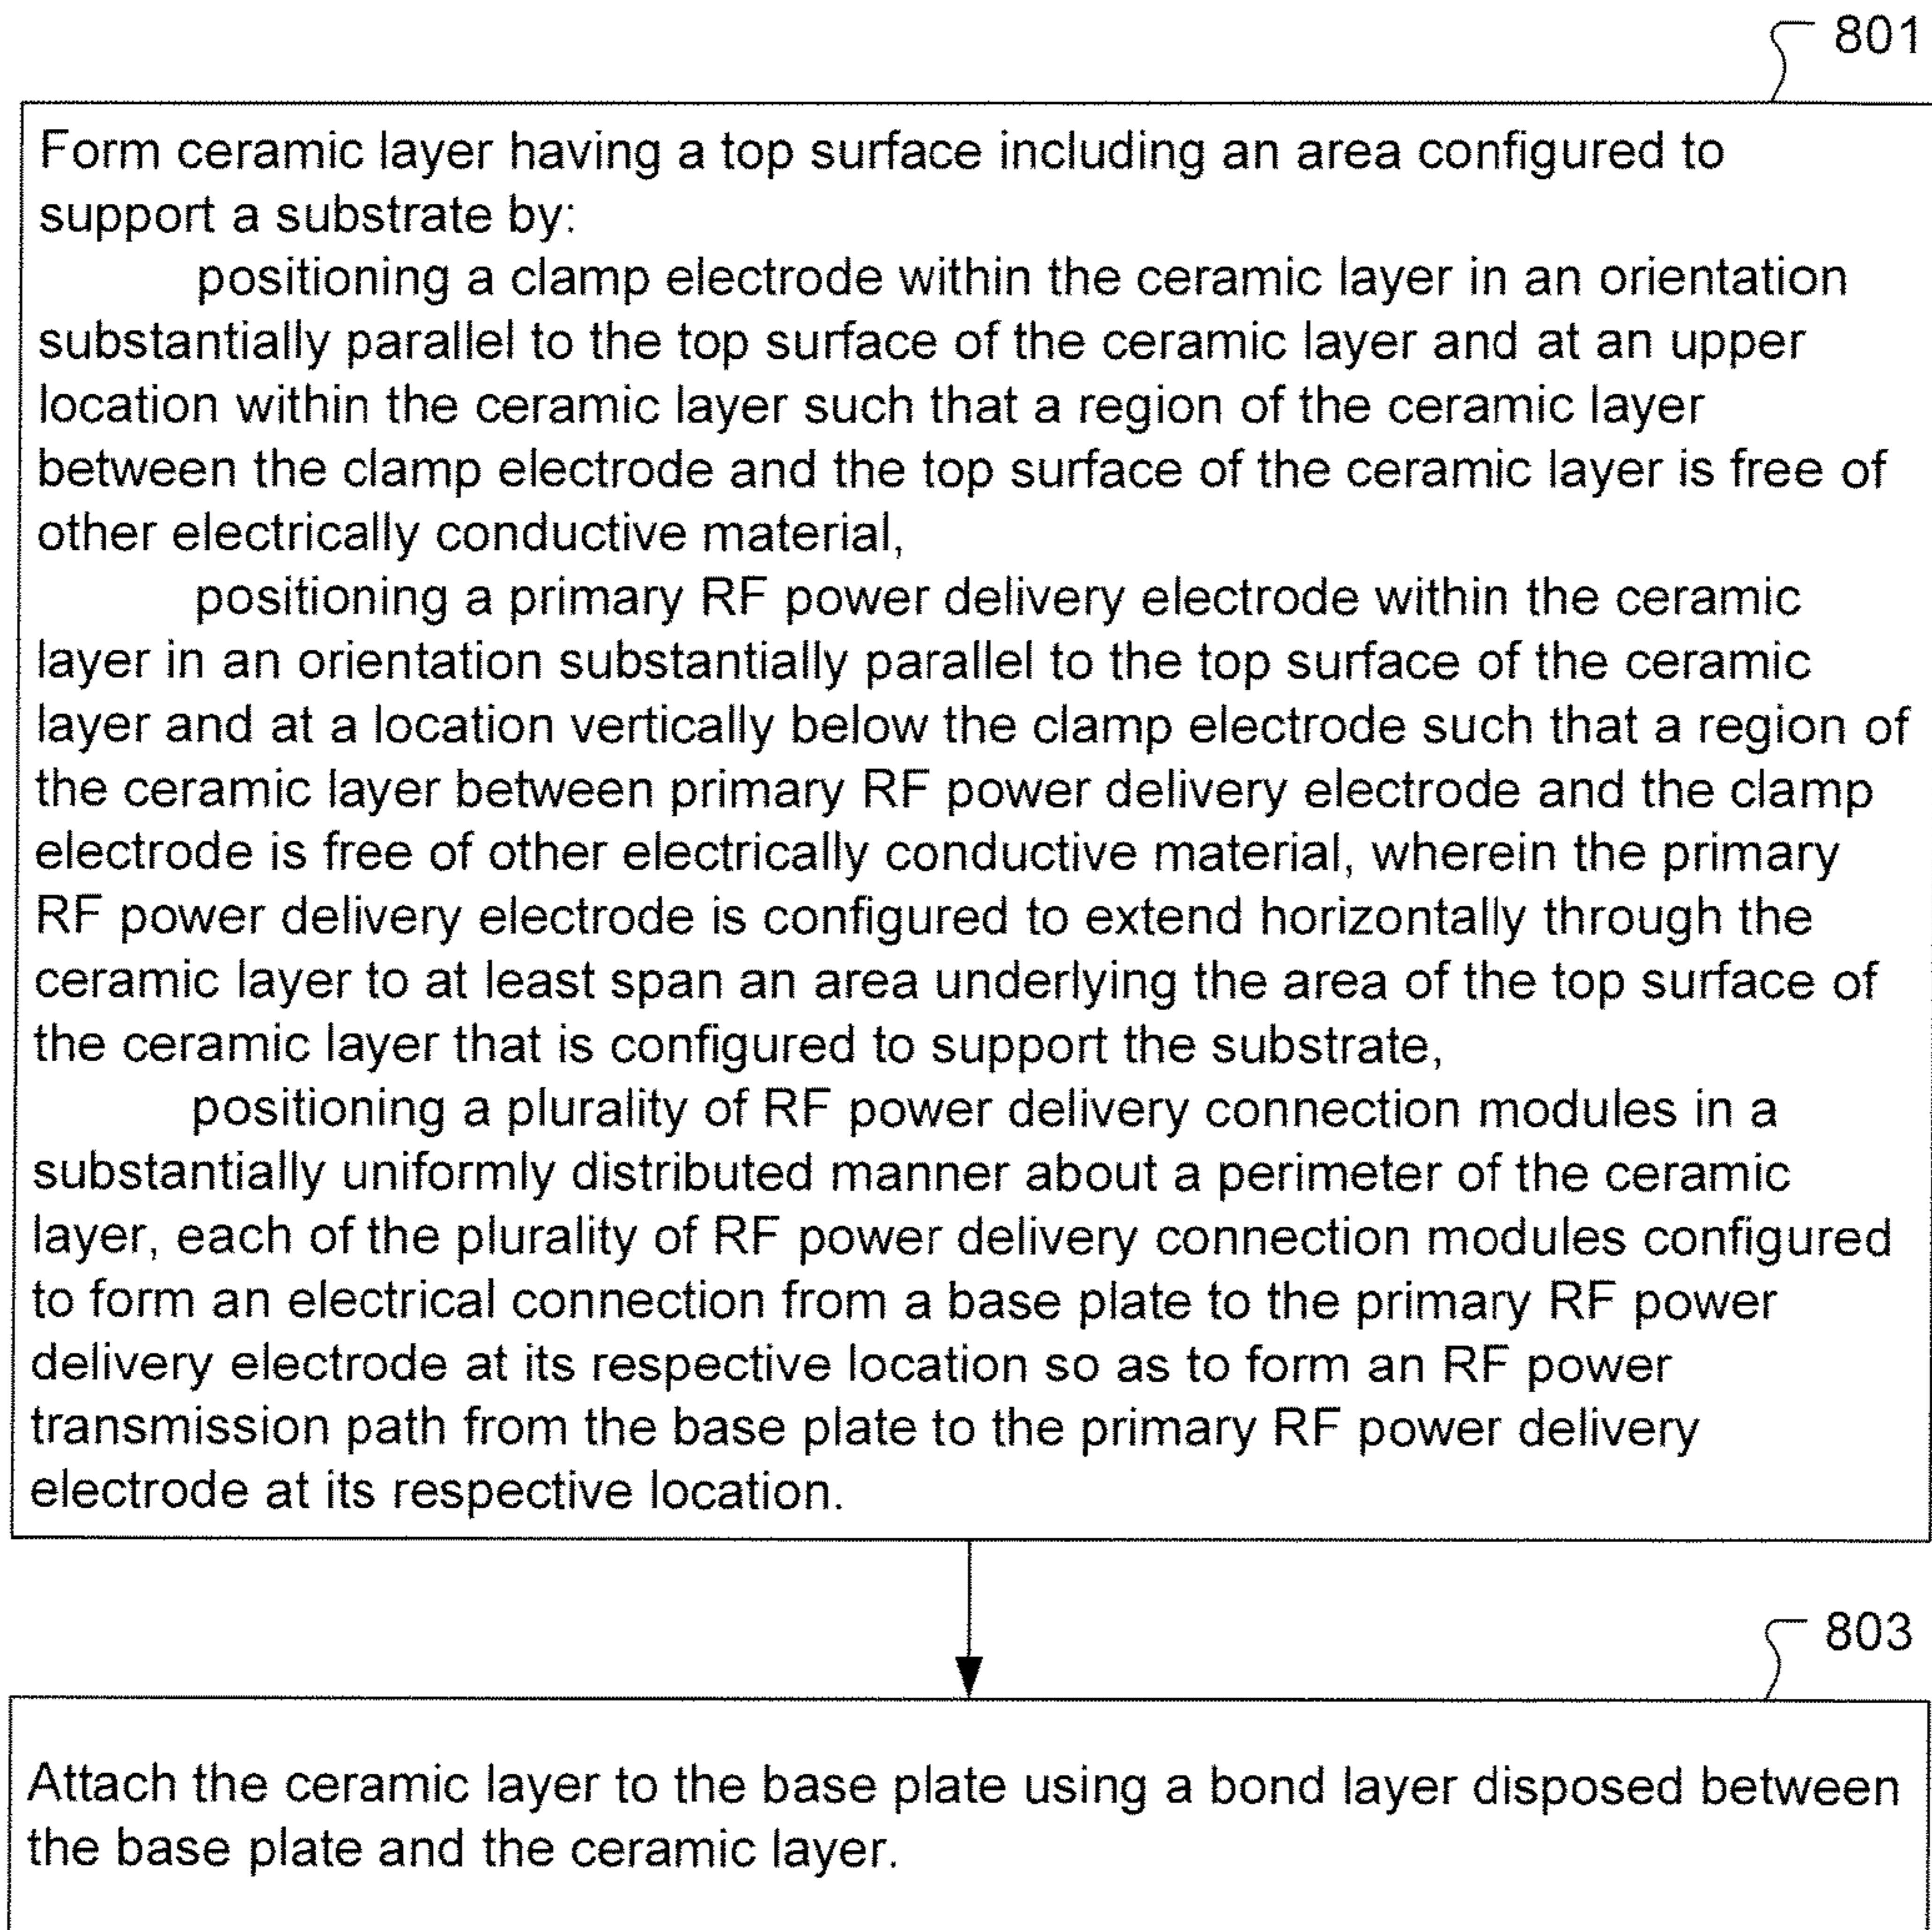 801
Form ceramic layer having a top surface including an area configured to
support a substrate by:
positioning a clamp electrode within the ceramic layer in an orientation
substantially parallel to the top surface of the ceramic layer and at an upper
location within the ceramic layer such that a region of the ceramic layer
between the clamp electrode and the top surface of the ceramic layer is free of
other electrically conductive material,
positioning a primary RF power delivery electrode within the ceramic
layer in an orientation substantially parallel to the top surface of the ceramic
layer and at a location vertically below the clamp electrode such that a region of
the ceramic layer between primary RF power delivery electrode and the clamp
electrode is free of other electrically conductive material, wherein the primary
RF power delivery electrode is configured to extend horizontally through the
ceramic layer to at least span an area underlying the area of the top surface of
the ceramic layer that is configured to support the substrate,
positioning a plurality of RF power delivery connection modules in a
substantially uniformly distributed manner about a perimeter of the ceramic
layer, each of the plurality of RF power delivery connection modules configured
to form an electrical connection from a base plate to the primary RF power
delivery electrode at its respective location so as to form an RF power
transmission path from the base plate to the primary RF power delivery
electrode at its respective location.
803
Attach the ceramic layer to the base plate using a bond layer disposed between
the base plate and the ceramic layer.